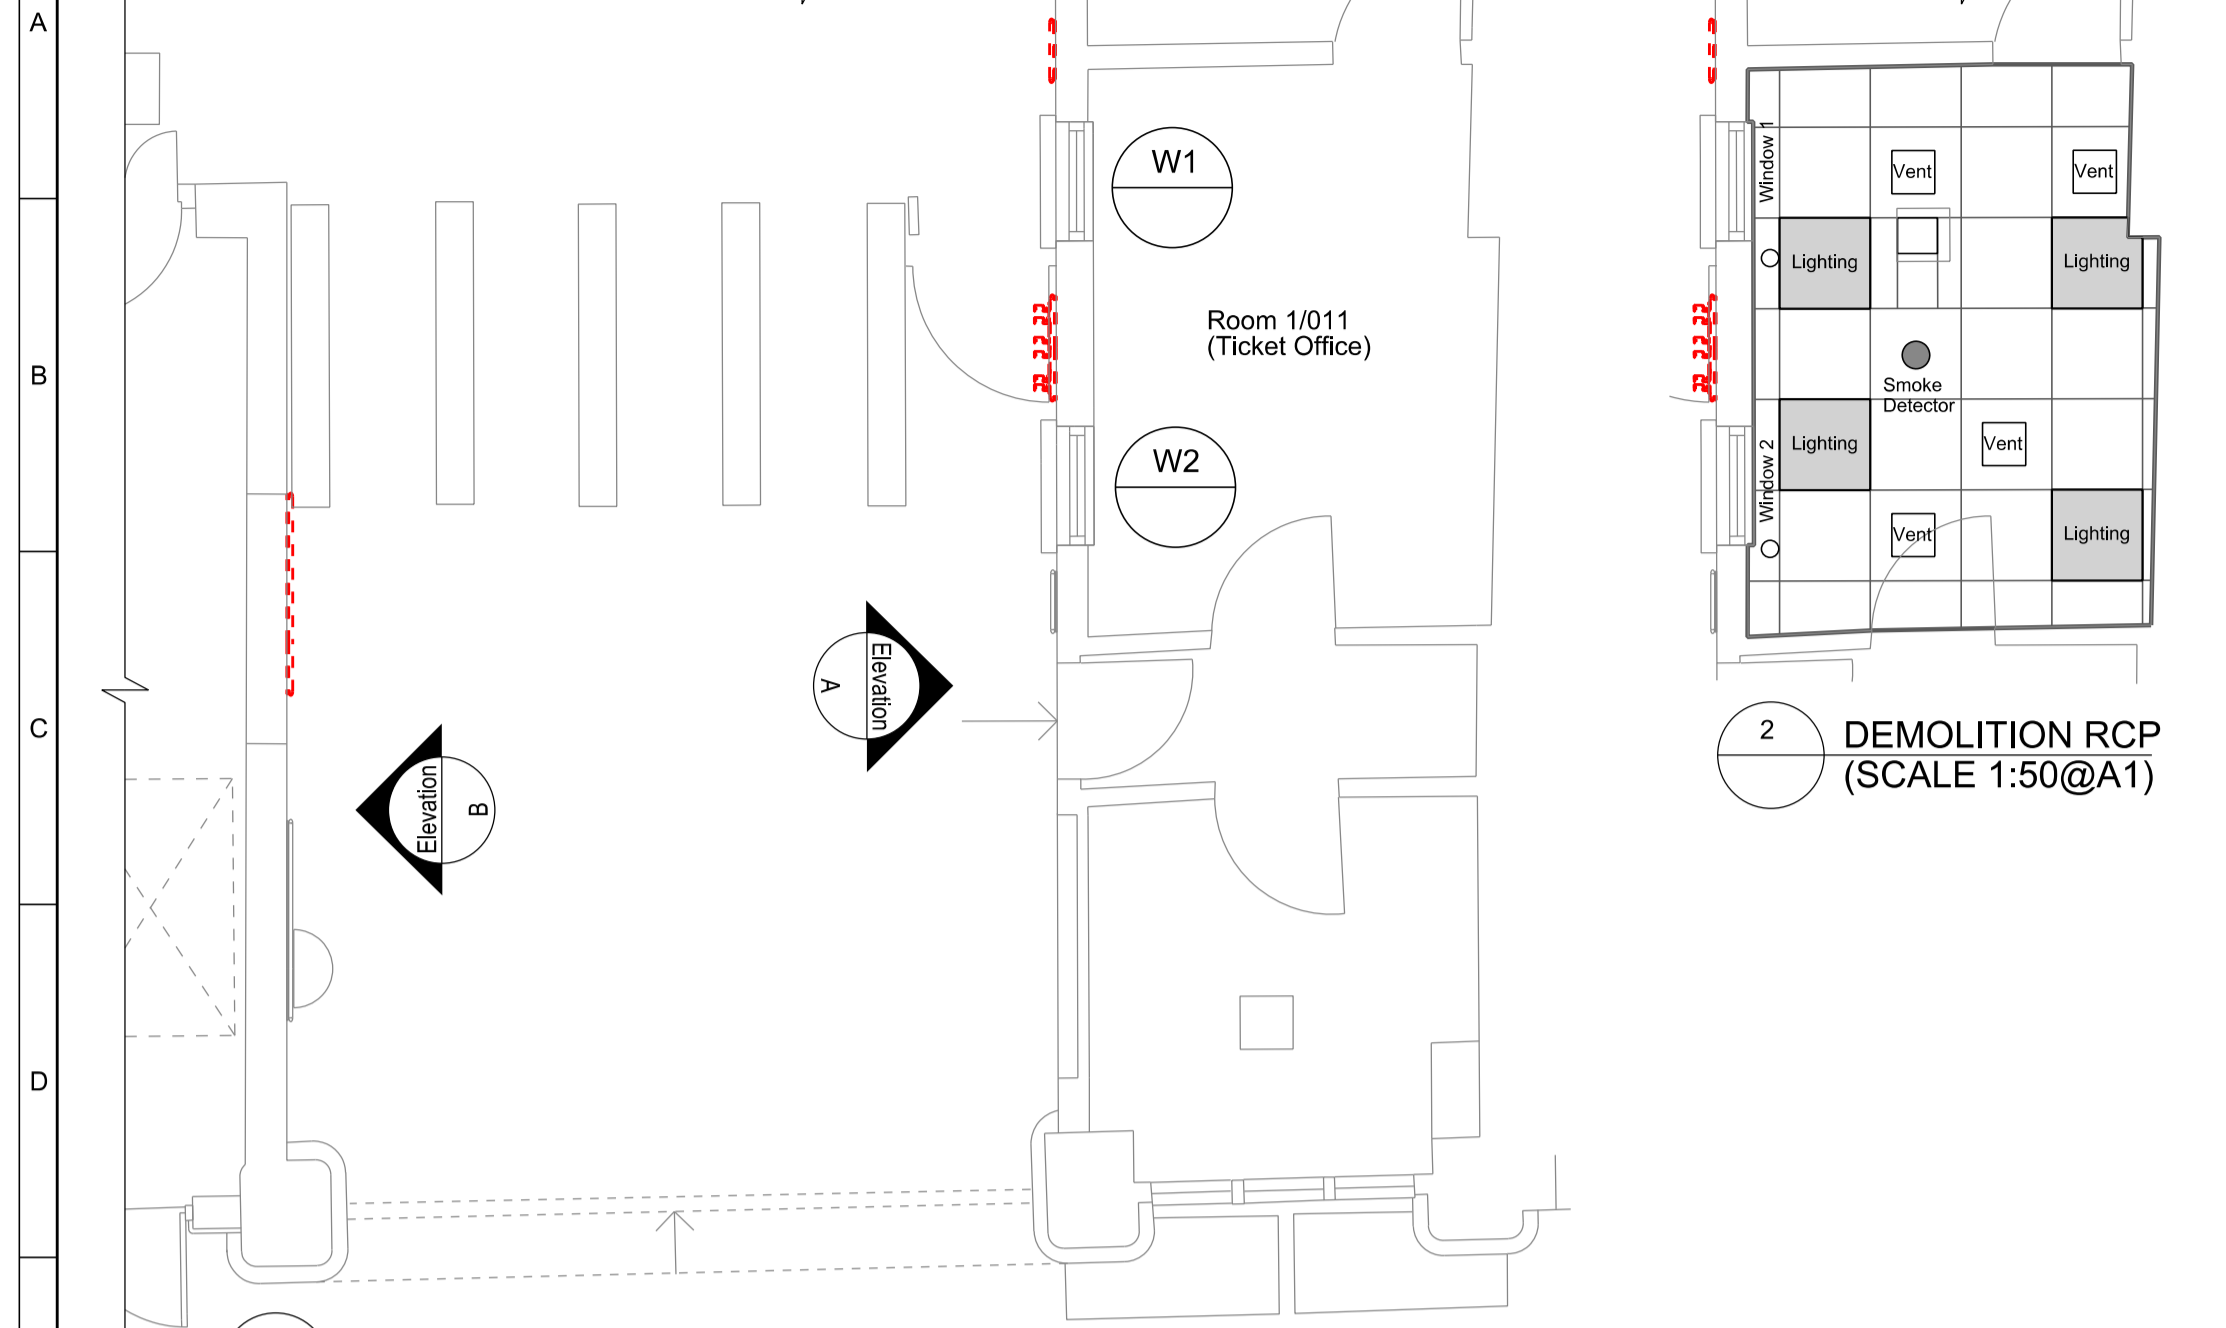 A
B
C
D
W1
W2
Room 1/011
(Ticket Office)
Elevation
A
Elevation
B
Window 1
Vent
Vent
Lighting
Lighting
Smoke
Detector
Window 2
Lighting
Vent
Vent
Lighting
2
DEMOLITION RCP
(SCALE 1:50@A1)